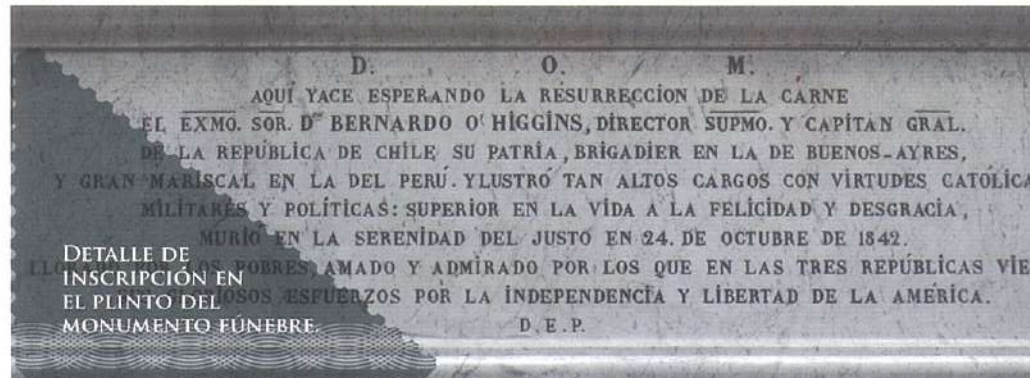 D. O. M.
AQUÍ YACE ESPERANDO LA RESURRECCION DE LA CARNE
EL EXMO. SOR. Dn BERNARDO O'HIGGINS, DIRECTOR SUPMO. Y CAPITAN GRAL.
DE LA REPÚBLICA DE CHILE SU PATRIA, BRIGADIER EN LA DE BUENOS-AYRES,
Y GRAN MARISCAL EN LA DEL PERÚ. YLUSTRÓ TAN ALTOS CARGOS CON VIRTUDES CATÓLICA
MILITARES Y POLÍTICAS: SUPERIOR EN LA VIDA A LA FELICIDAD Y DESGRACIA,
MURIÓ EN LA SERENIDAD DEL JUSTO EN 24. DE OCTUBRE DE 1842.
POBRES, AMADO Y ADMIRADO POR LOS QUE EN LAS TRES REPÚBLICAS VIE
ESFUERZOS POR LA INDEPENDENCIA Y LIBERTAD DE LA AMÉRICA.
D.E.P.
DETALLE DE
INSCRIPCIÓN EN
EL PLINTO DEL
MONUMENTO FÚNEBRE.